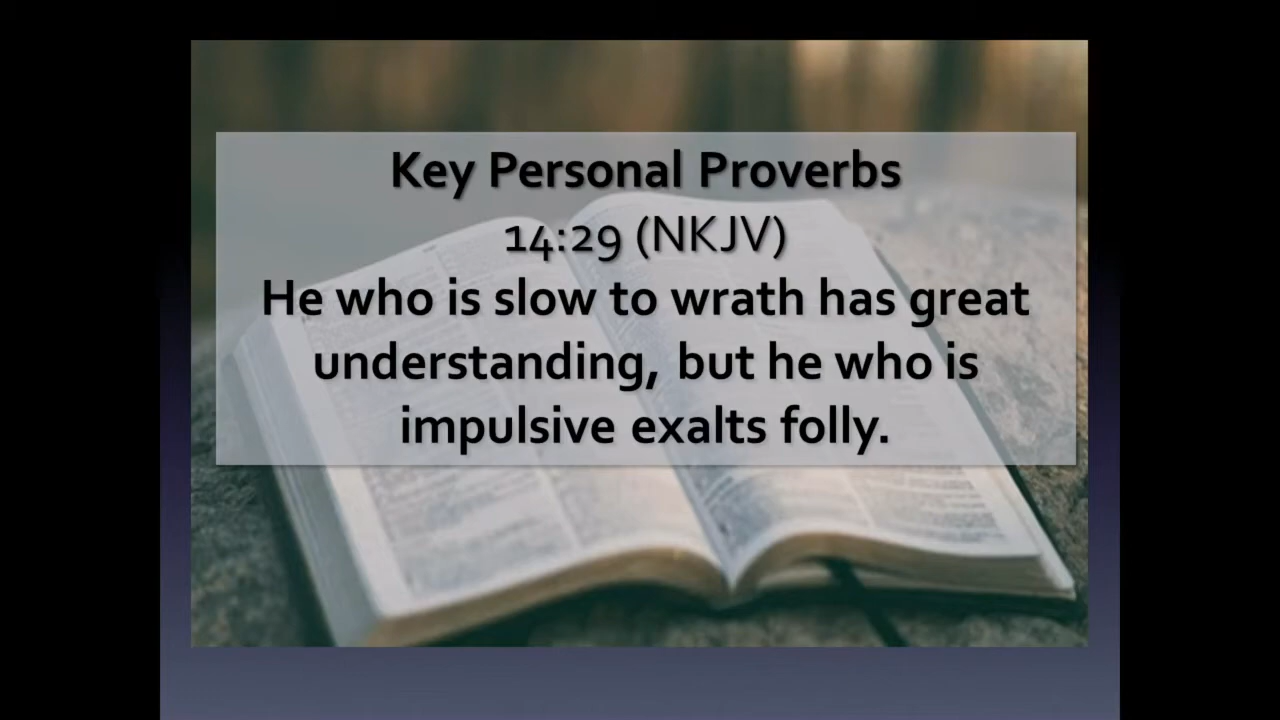 Key Personal Proverbs
14:29 (NKJV)
He who is slow to wrath has great
understanding, but he who is
impulsive exalts folly.